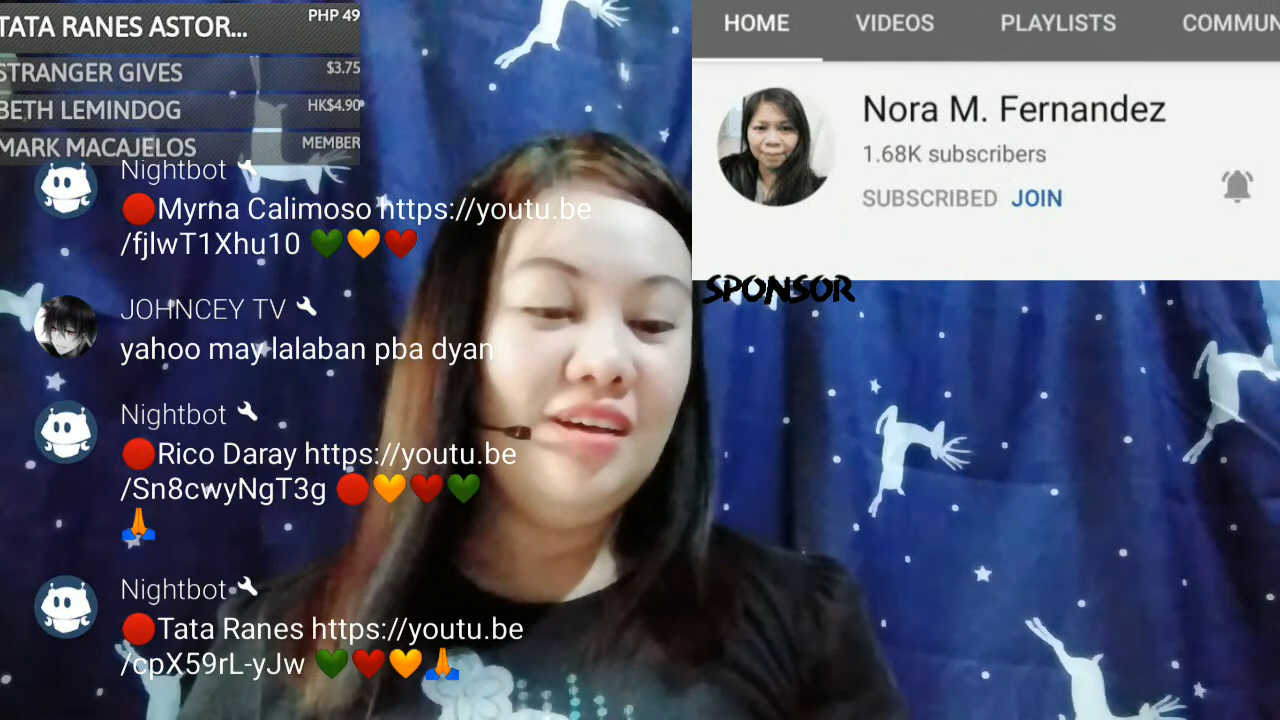 TATA RANES ASTOR... PHP 49
STRANGER GIVES $3.75
BETH LEMINDOG HK$4.90
MARK MACAJELOS MEMBER
Nightbot
🔴Myrna Calimoso https://youtu.be
/fjlwT1Xhu10 💚🧡❤️
JOHNCEY TV
yahoo may lalaban pba dyan
Nightbot
🔴Rico Daray https://youtu.be
/Sn8cwyNgT3g 🔴🧡❤️💚
🙏
Nightbot
🔴Tata Ranes https://youtu.be
/cpX59rL-yJw 💚❤️🧡🙏
HOME VIDEOS PLAYLISTS COMMUN
Nora M. Fernandez
1.68K subscribers
SUBSCRIBED JOIN
SPONSOR